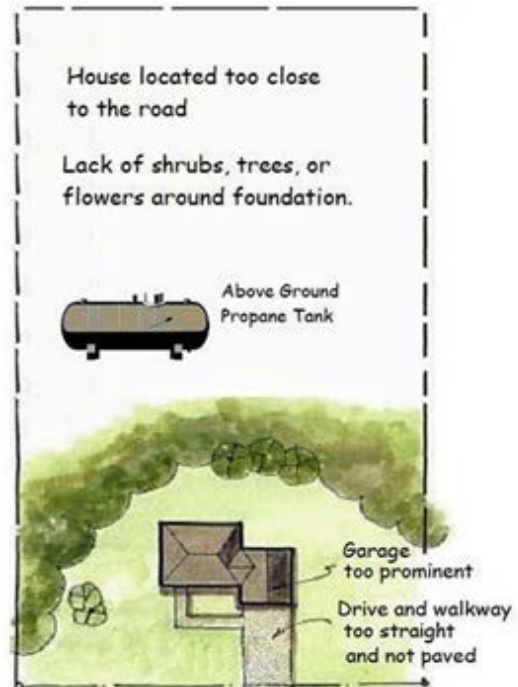 House located too close
to the road
Lack of shrubs, trees, or
flowers around foundation.
Above Ground
Propane Tank
Garage
too prominent
Drive and walkway
too straight
and not paved